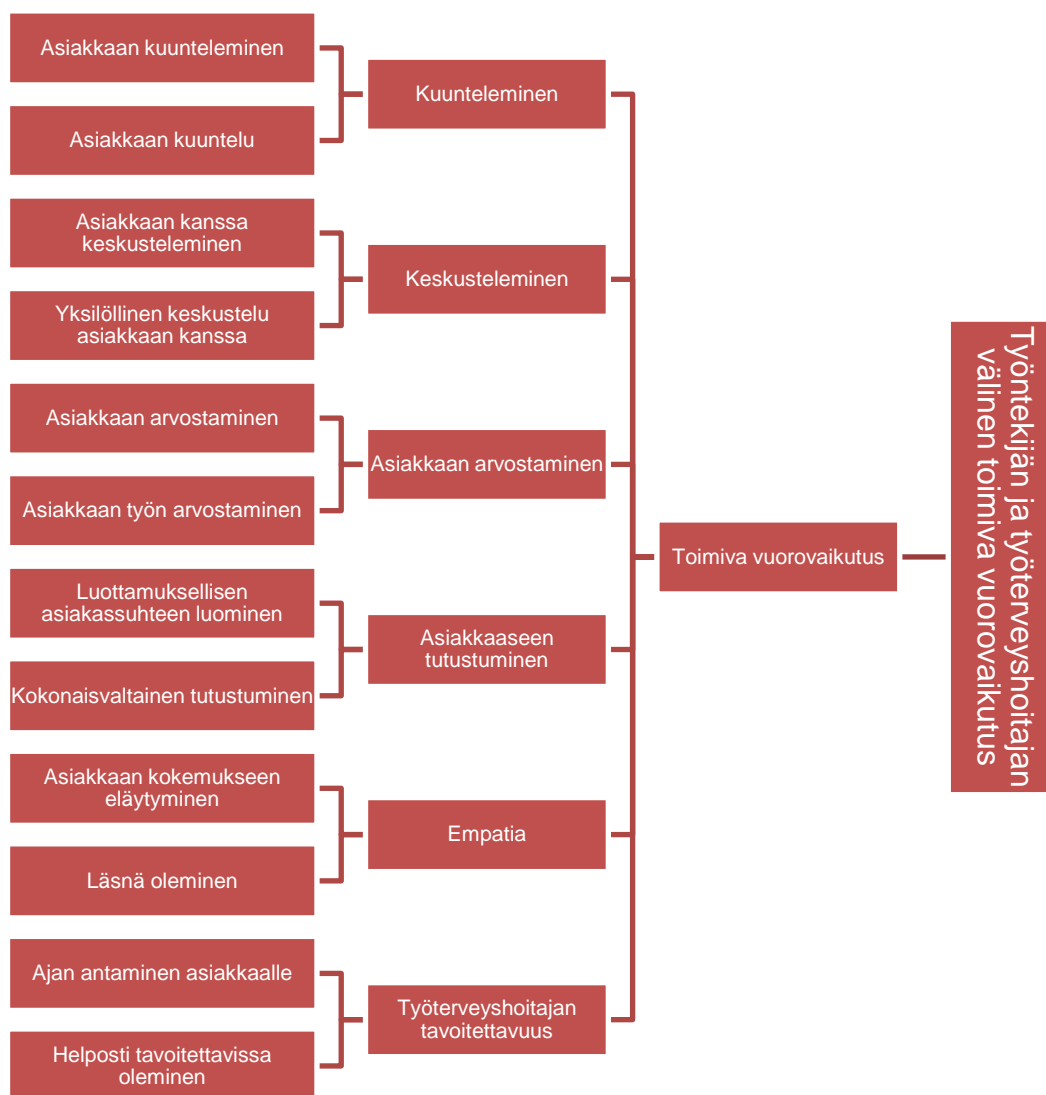 Asiakkaan kuunteleminen
Asiakkaan kuuntelu
Kuunteleminen
Asiakkaan kanssa
keskusteleminen
Yksilöllinen keskustelu
asiakkaan kanssa
Keskusteleminen
Asiakkaan arvostaminen
Asiakkaan työn arvostaminen
Asiakkaan arvostaminen
Luottamuksellisen
asiakassuhteen luominen
Kokonaisvaltainen tutustuminen
Asiakkaaseen
tutustuminen
Asiakkaan kokemukseen
eläytyminen
Läsnä oleminen
Empatia
Ajan antaminen asiakkaalle
Helposti tavoitettavissa
oleminen
Työterveyshoitajan
tavoitettavuus
Toimiva vuorovaikutus
Työntekijän ja työterveyshoitajan
välinen toimiva vuorovaikutus